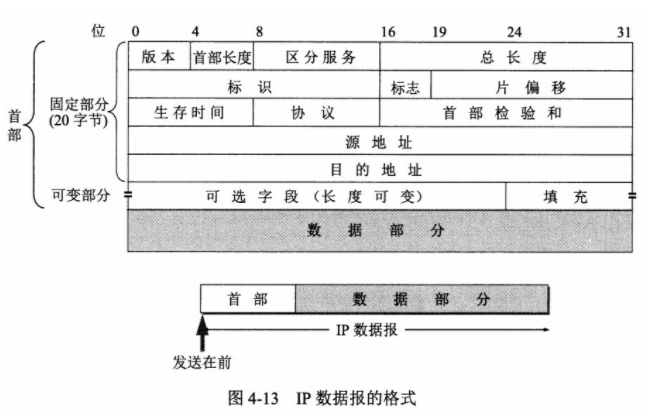 位 0 4 8 16 19 24 31
版本 首部长度 区分服务 总长度
标识 标志 片偏移
生存时间 协议 首部检验和
源地址
目的地址
可选字段（长度可变） 填充
数据部分
首部
固定部分
(20字节)
可变部分
首部 数据部分
IP 数据报
发送在前
图 4-13 IP 数据报的格式